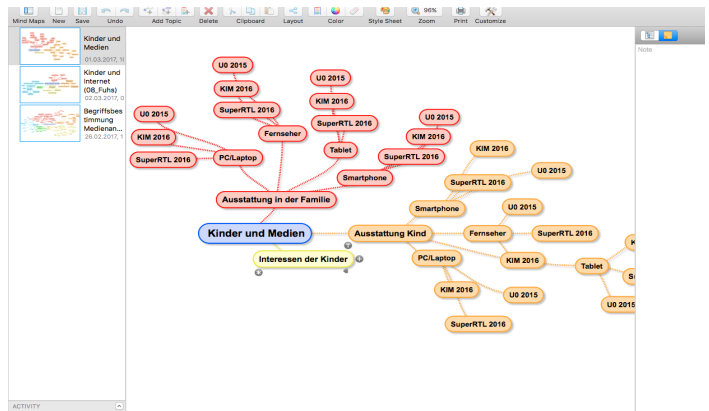 96%
Mind Maps New Save Undo Add Topic Delete Clipboard Layout Color Style Sheet Zoom Print Customize
Kinder und
Medien
01.03.2017, 1
Kinder und
Internet
(08_Fuhs)
02.03.2017, 0
Begriffsbes
timmung
Medienan...
26.02.2017, 1
ACTIVITY
Note
U0 2015
KIM 2016
SuperRTL 2016
PC/Laptop
U0 2015
KIM 2016
SuperRTL 2016
Fernseher
U0 2015
KIM 2016
SuperRTL 2016
Tablet
U0 2015
KIM 2016
SuperRTL 2016
Smartphone
Ausstattung in der Familie
Kinder und Medien
Interessen der Kinder
Ausstattung Kind
KIM 2016
U0 2015
SuperRTL 2016
Smartphone
U0 2015
Fernseher
SuperRTL 2016
KIM 2016
Tablet
K
S
U0 2015
PC/Laptop
KIM 2016
U0 2015
SuperRTL 2016